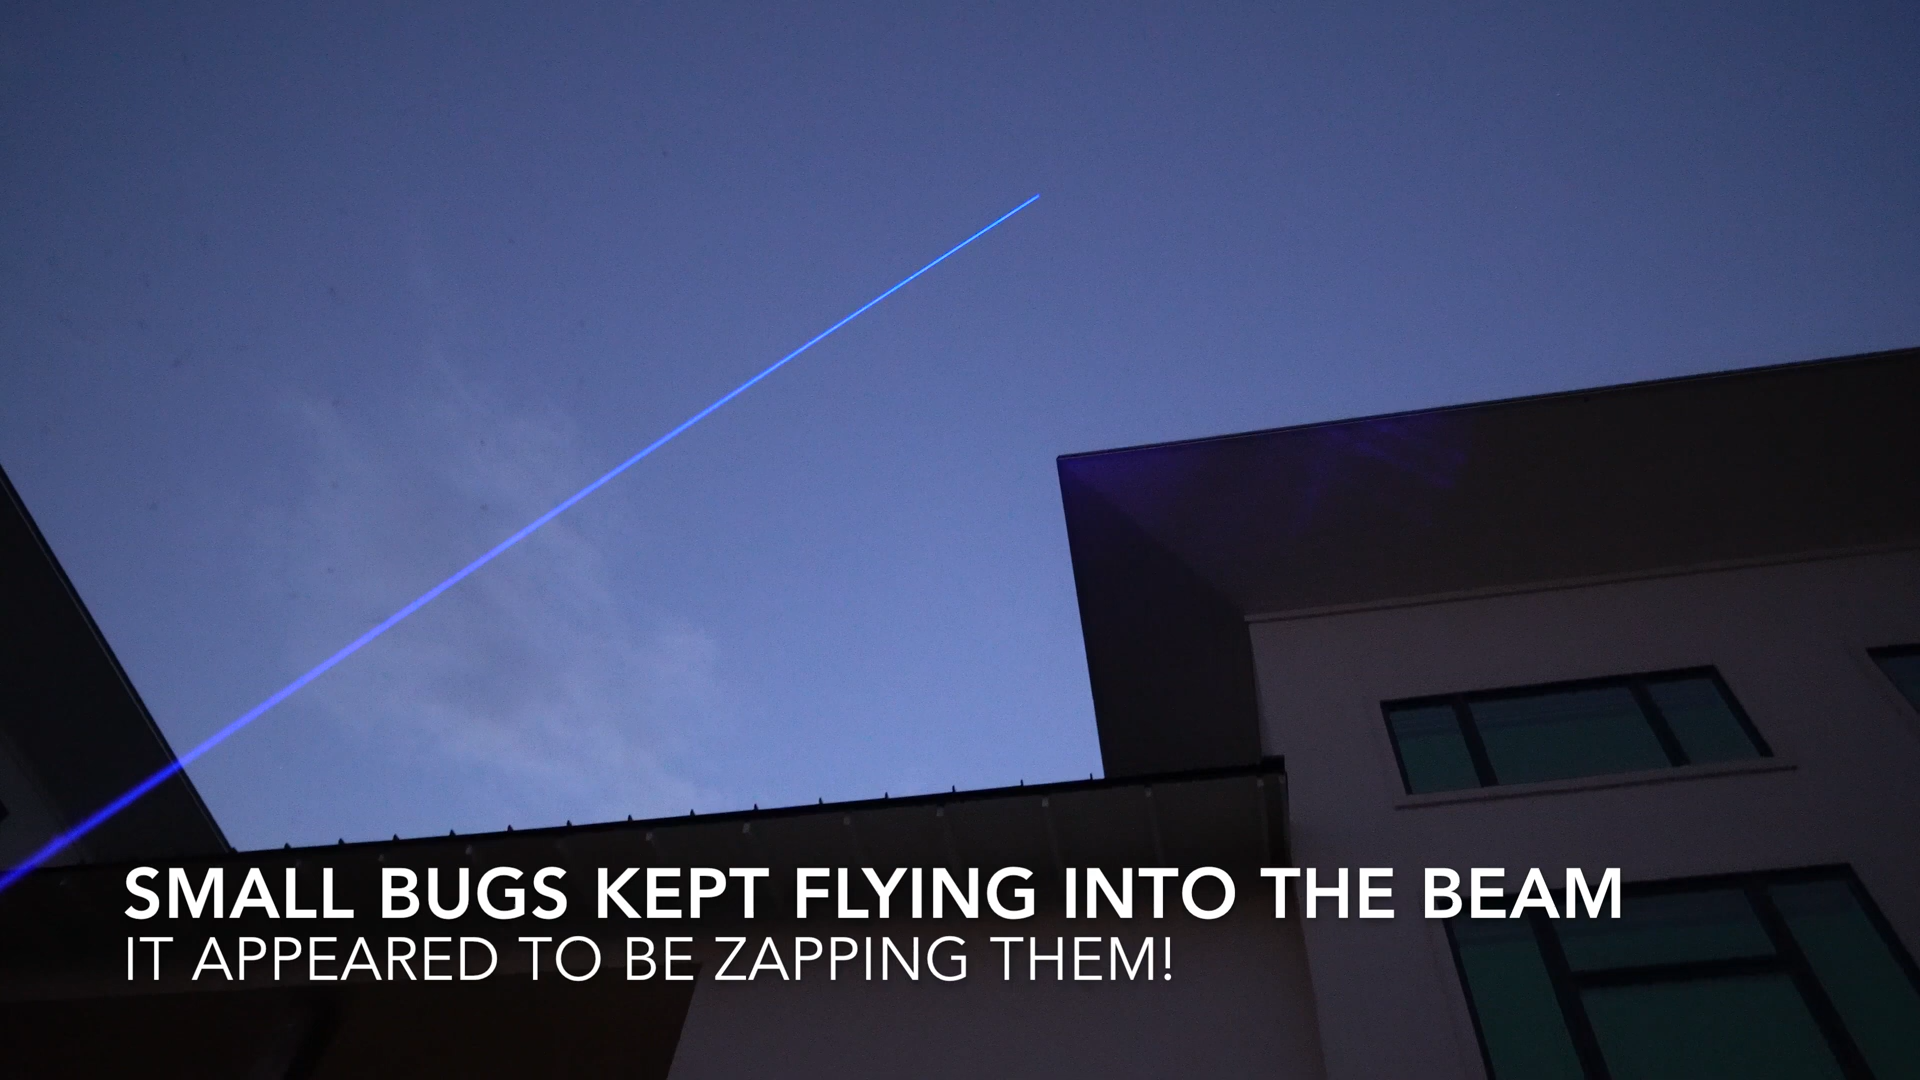 SMALL BUGS KEPT FLYING INTO THE BEAM
IT APPEARED TO BE ZAPPING THEM!